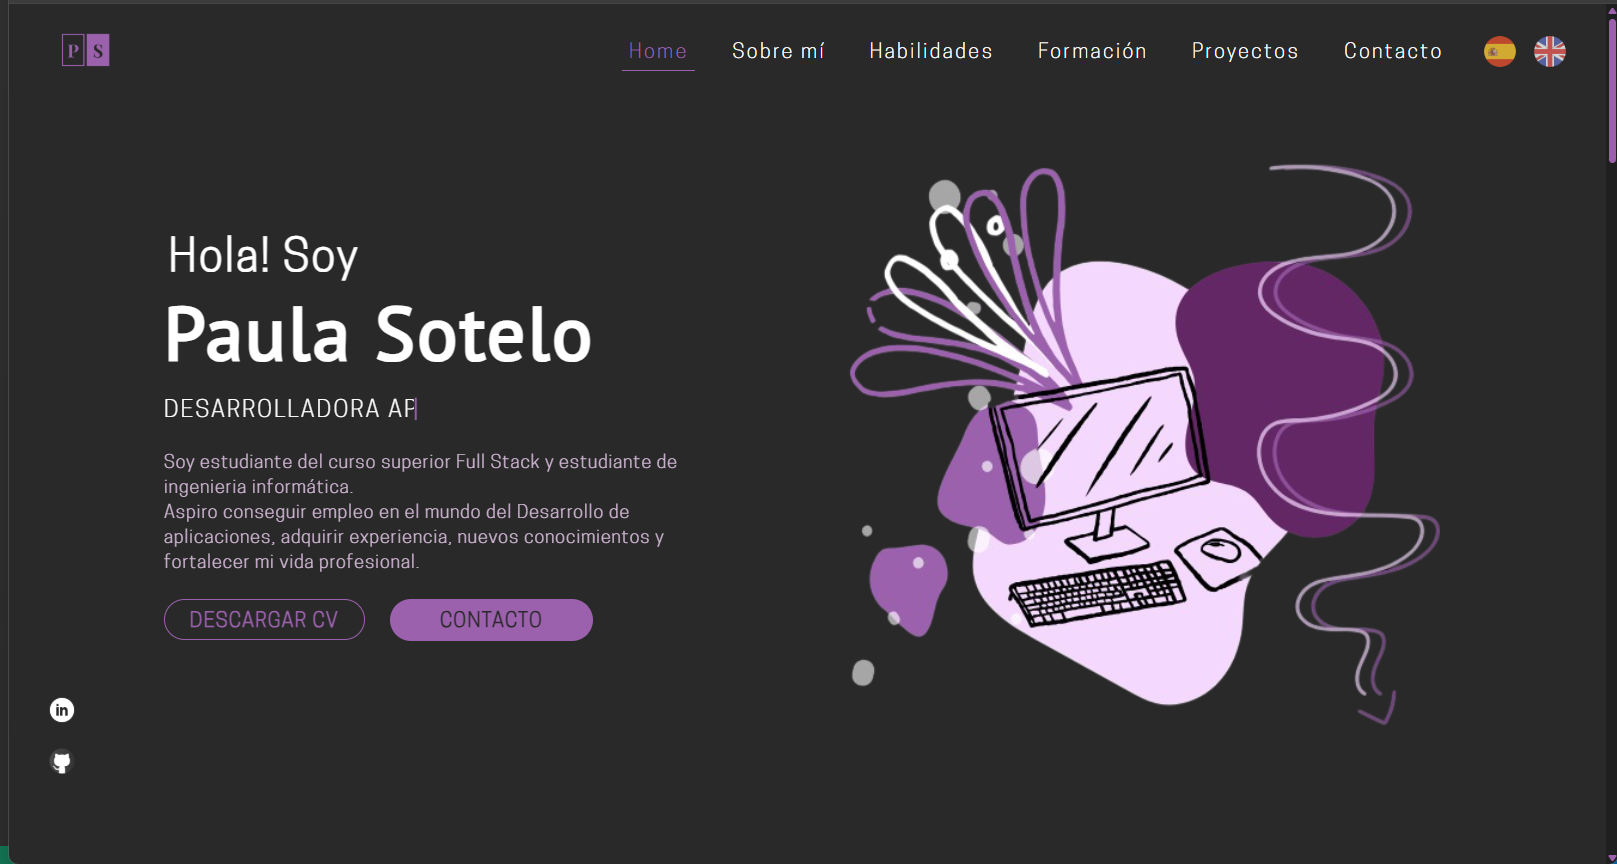 P S
Home Sobre mí Habilidades Formación Proyectos Contacto
Hola! Soy
Paula Sotelo
DESARROLLADORA AP
Soy estudiante del curso superior Full Stack y estudiante de
ingenieria informática.
Aspiro conseguir empleo en el mundo del Desarrollo de
aplicaciones, adquirir experiencia, nuevos conocimientos y
fortalecer mi vida profesional.
DESCARGAR CV CONTACTO
in